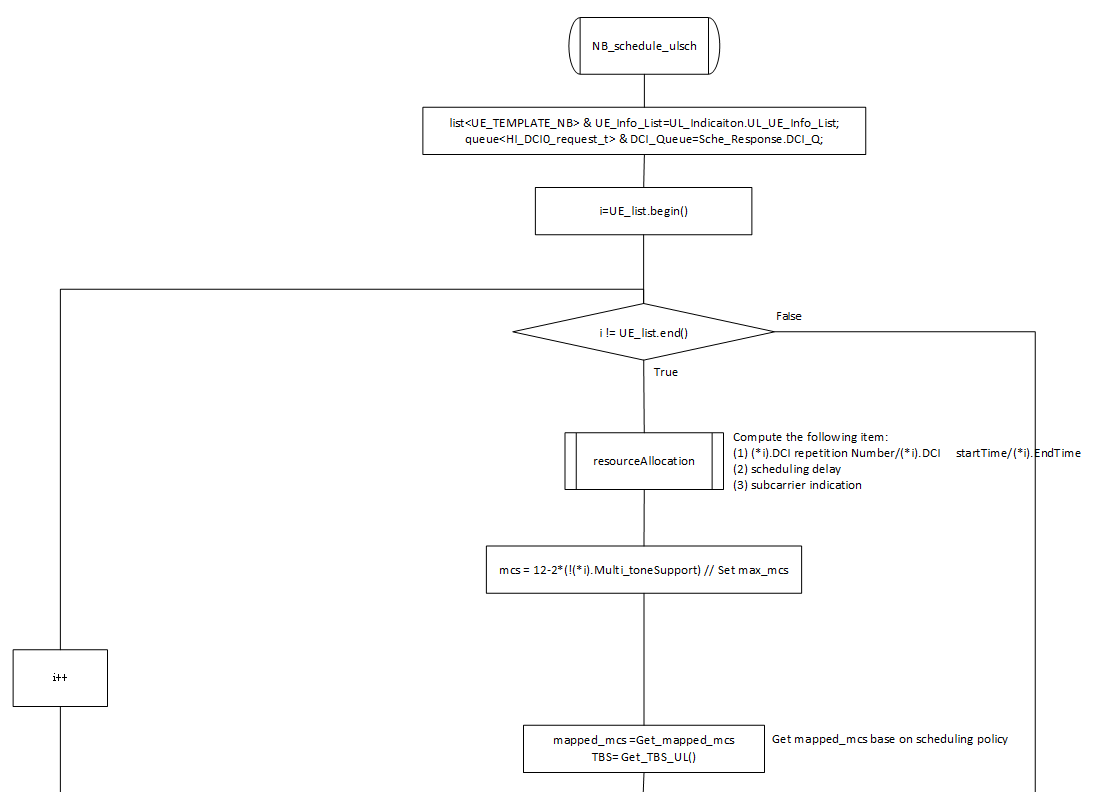 NB_schedule_ulsch
list<UE_TEMPLATE_NB> & UE_Info_List=UL_Indicaiton.UL_UE_Info_List;
queue<HI_DCI0_request_t> & DCI_Queue=Sche_Response.DCI_Q;
i=UE_list.begin()
i != UE_list.end()
False
True
resourceAllocation
Compute the following item:
(1) (*i).DCI repetition Number/(*i).DCI startTime/(*i).EndTime
(2) scheduling delay
(3) subcarrier indication
mcs = 12-2*(!(*i).Multi_toneSupport) // Set max_mcs
i++
mapped_mcs =Get_mapped_mcs
TBS= Get_TBS_UL()
Get mapped_mcs base on scheduling policy